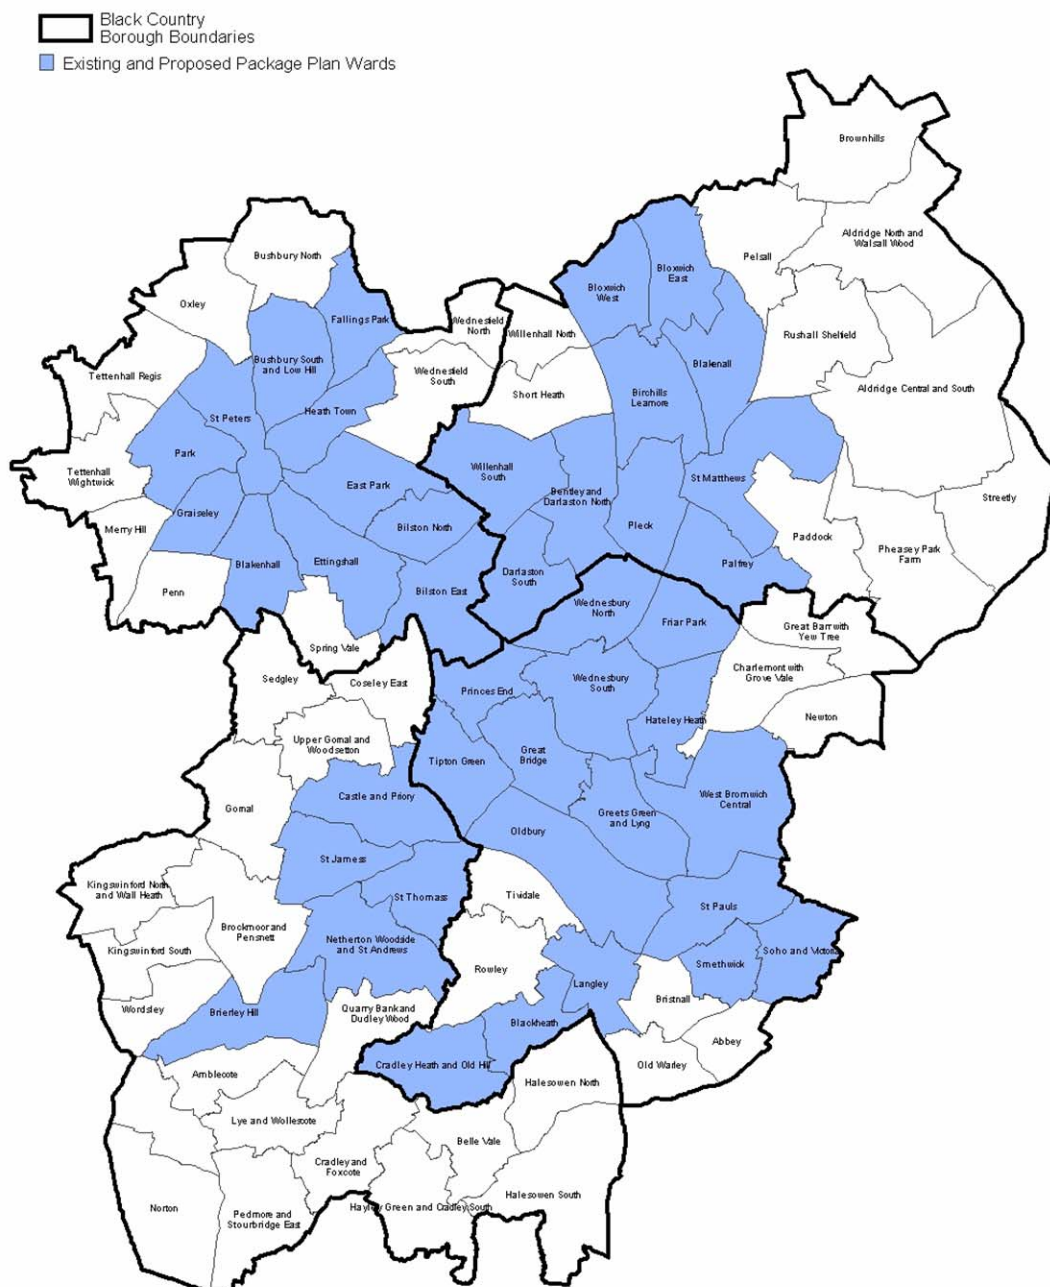 Black Country
Borough Boundaries
Existing and Proposed Package Plan Wards
Brownhills
Aldridge North and
Walsall Wood
Pelsall
Bushbury North
Bloxwich
East
Bloxwich
West
Oxley
Fallings Park
Wednesfield
North
Willenhall North
Rushall Shelfield
Bushbury South
and Low Hill
Wednesfield
South
Blakenall
Tettenhall Regis
Short Heath
Birchills
Leamore
Aldridge Central and South
St Peters
Heath Town
Park
Tettenhall
Wightwick
Willenhall
South
St Matthews
East Park
Bentley and
Darlaston North
Streetly
Graiseley
Merry Hill
Bilston North
Pleck
Paddock
Pheasey Park
Farm
Blakenhall
Ettingshall
Palfrey
Darlaston
South
Penn
Bilston East
Wednesbury
North
Friar Park
Great Barr with
Yew Tree
Spring Vale
Charlemont with
Grove Vale
Sedgley
Coseley East
Princes End
Wednesbury
South
Hateley Heath
Newton
Upper Gornal and
Woodsetton
Great
Bridge
Tipton Green
Castle and Priory
West Bromwich
Central
Gornal
Greets Green
and Lyng
Oldbury
St James's
Kingswinford North
and Wall Heath
St Thomas's
Tividale
St Pauls
Brockmoor and
Pensnett
Netherton Woodside
and St Andrews
Kingswinford South
Soho and Victoria
Smethwick
Rowley
Langley
Bristnall
Wordsley
Brierley Hill
Quarry Bank and
Dudley Wood
Blackheath
Abbey
Cradley Heath and Old Hill
Old Warley
Amblecote
Halesowen North
Lye and Wollescote
Belle Vale
Cradley and
Foxcote
Halesowen South
Norton
Pedmore and
Stourbridge East
Hayley Green and Cradley South